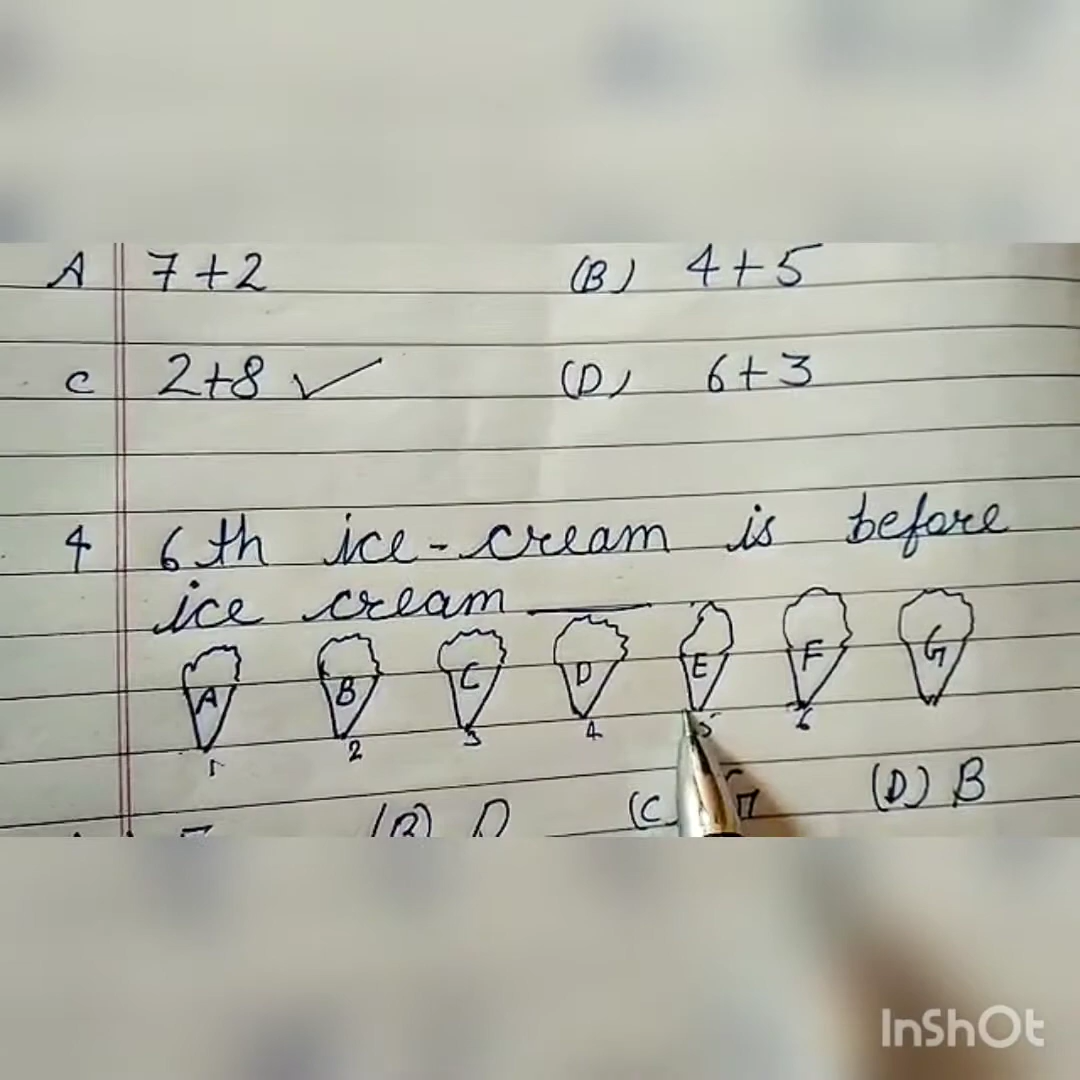 A 7+2 (B) 4+5
C 2+8 ✓ (D) 6+3
4 6th ice-cream is before
ice cream ____
A B C D E F G
1 2 3 4 5 6
(B) D (C (D) B
InShOt